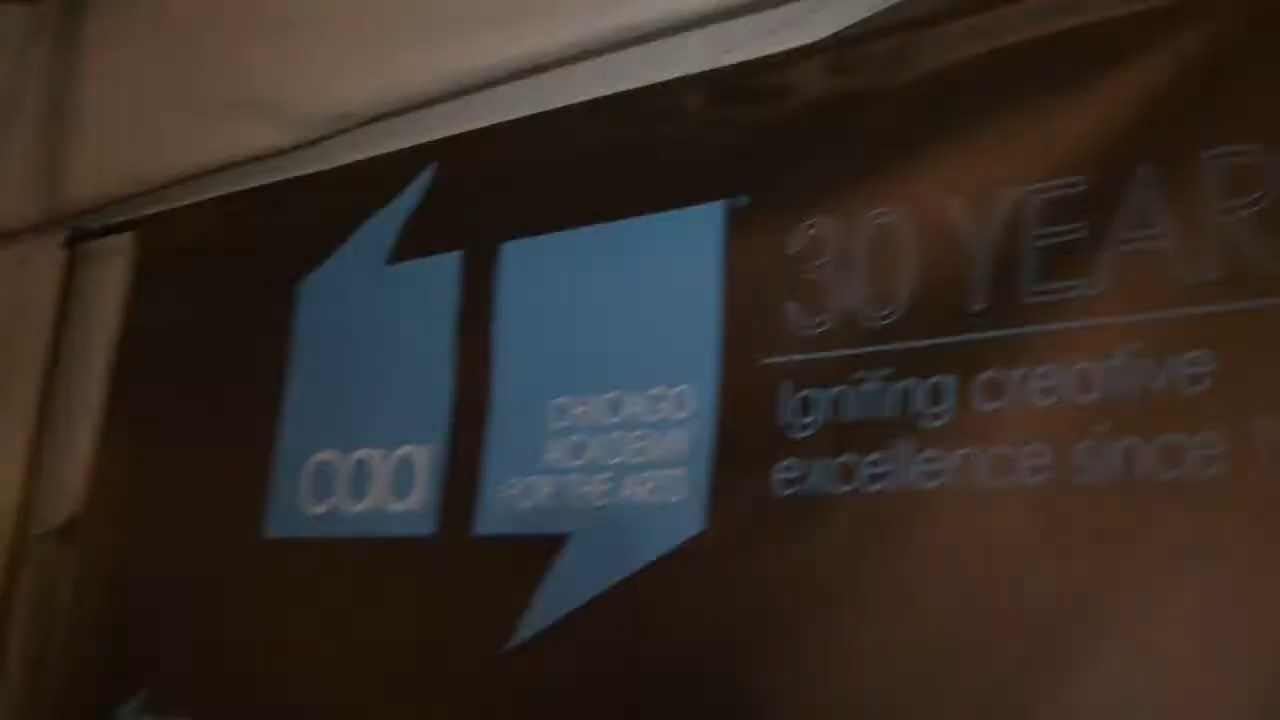 caa
CHICAGO
ACADEMY
FOR THE ARTS
30 YEAR
Igniting creative
excellence since